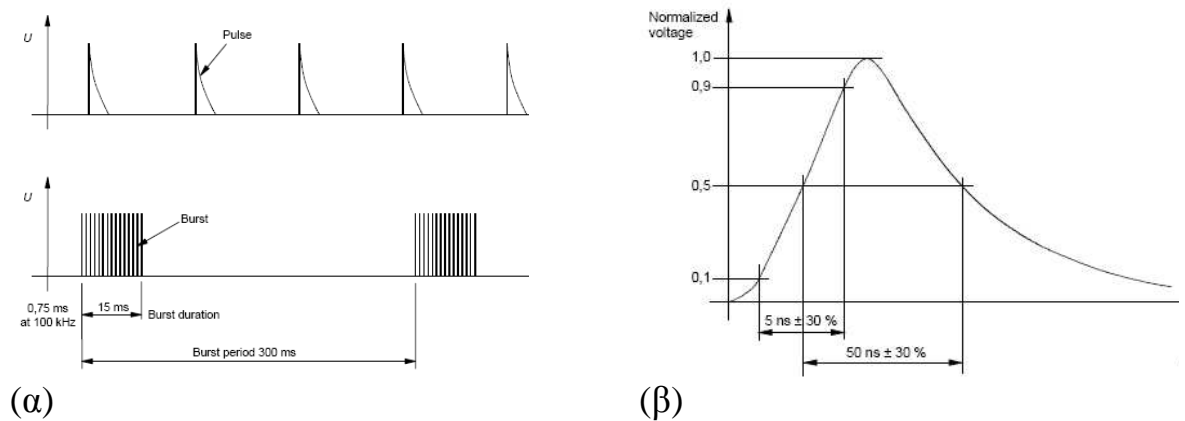 U
Pulse
U
Burst
0,75 ms
at 100 kHz
15 ms
Burst duration
Burst period 300 ms
(α)
Normalized
voltage
1,0
0,9
0,5
0,1
5 ns ± 30 %
50 ns ± 30 %
(β)